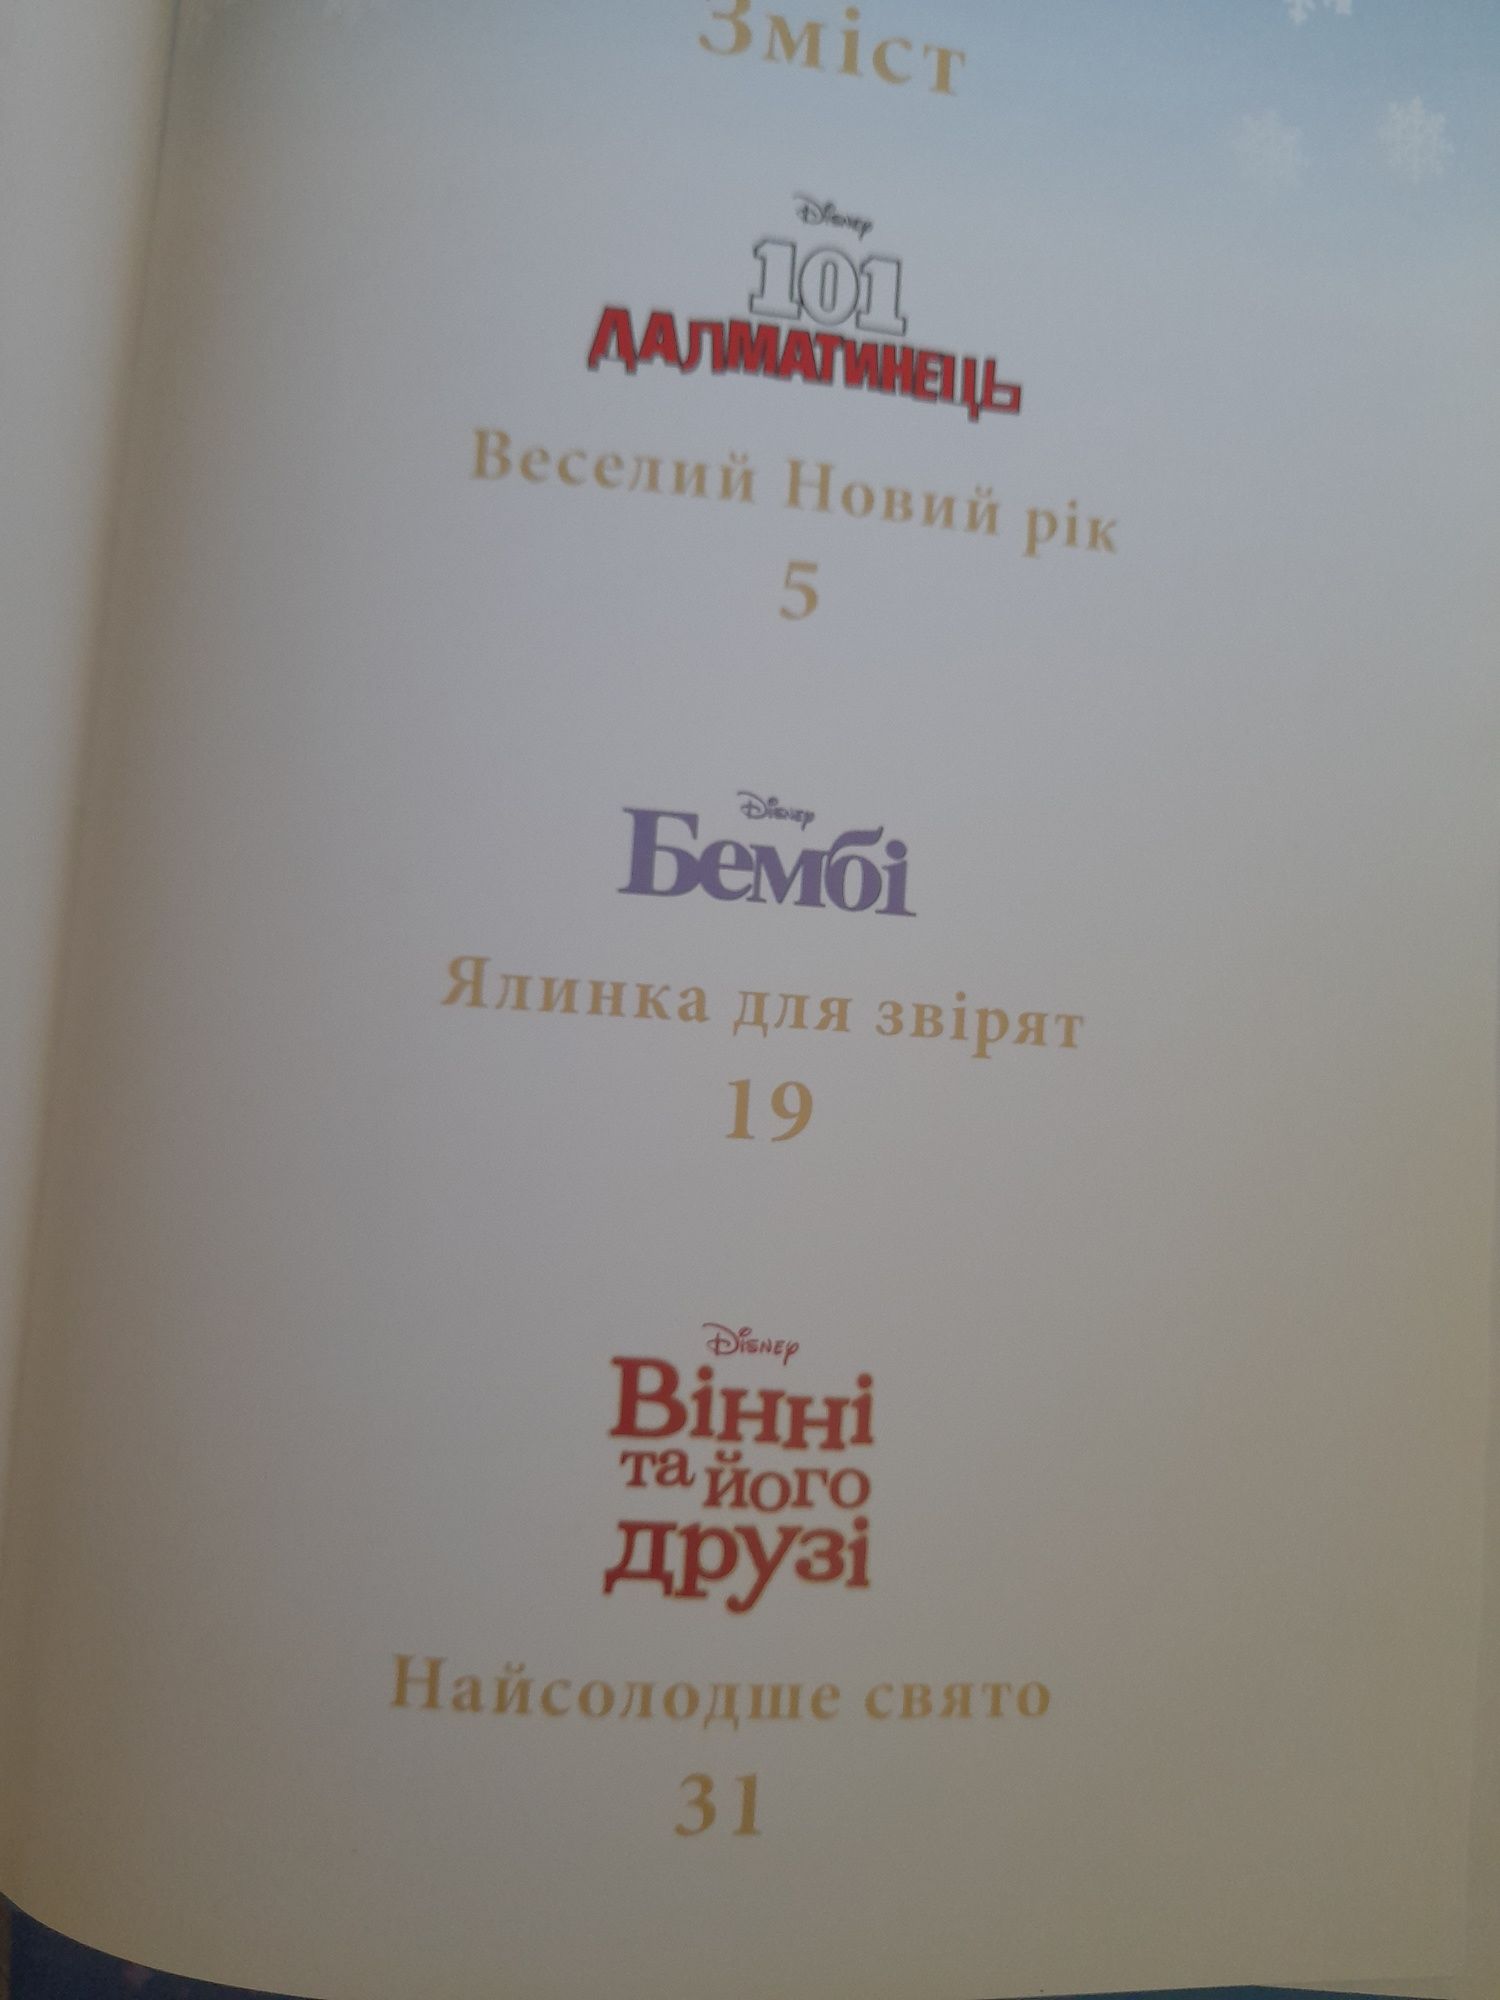 Зміст
Disney
101
ДАЛМАТИНЕЦЬ
Веселий Новий рік
5
Disney
Бембі
Ялинка для звірят
19
Disney
Вінні
та його
друзі
Найсолодше свято
31